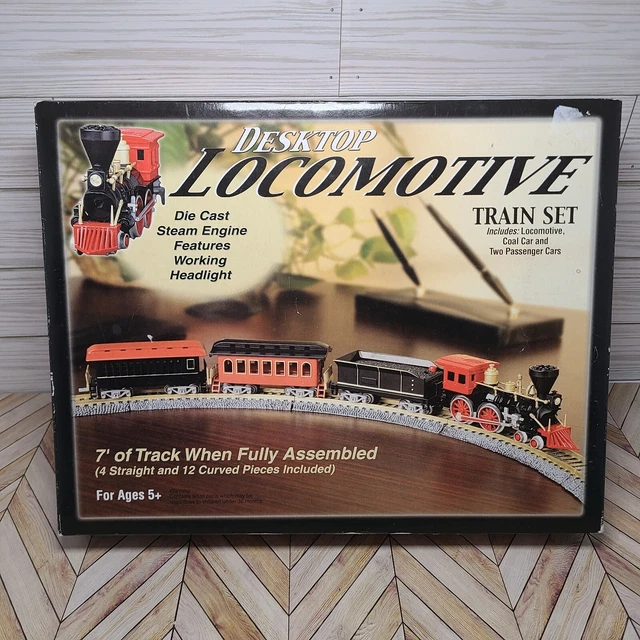 DESKTOP
LOCOMOTIVE
TRAIN SET
Includes: Locomotive,
Coal Car and
Two Passenger Cars
Die Cast
Steam Engine
Features
Working
Headlight
7' of Track When Fully Assembled
(4 Straight and 12 Curved Pieces Included)
For Ages 5+